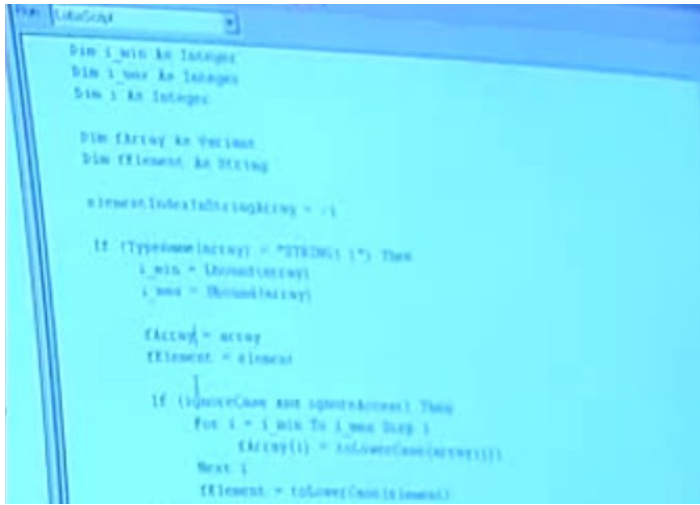 Run: LotusScript
Dim i_min As Integer
Dim i_max As Integer
Dim i As Integer
Dim fArray As Variant
Dim fElement As String
elementIndexInStringArray = -1
If (Typename(array) = "STRING( )") Then
i_min = Lbound(array)
i_max = Ubound(array)
fArray = array
fElement = element
If (ignoreCase And ignoreAccent) Then
For i = i_min To i_max Step 1
fArray(i) = toLowerCase(array(i))
Next i
fElement = toLowerCase(element)